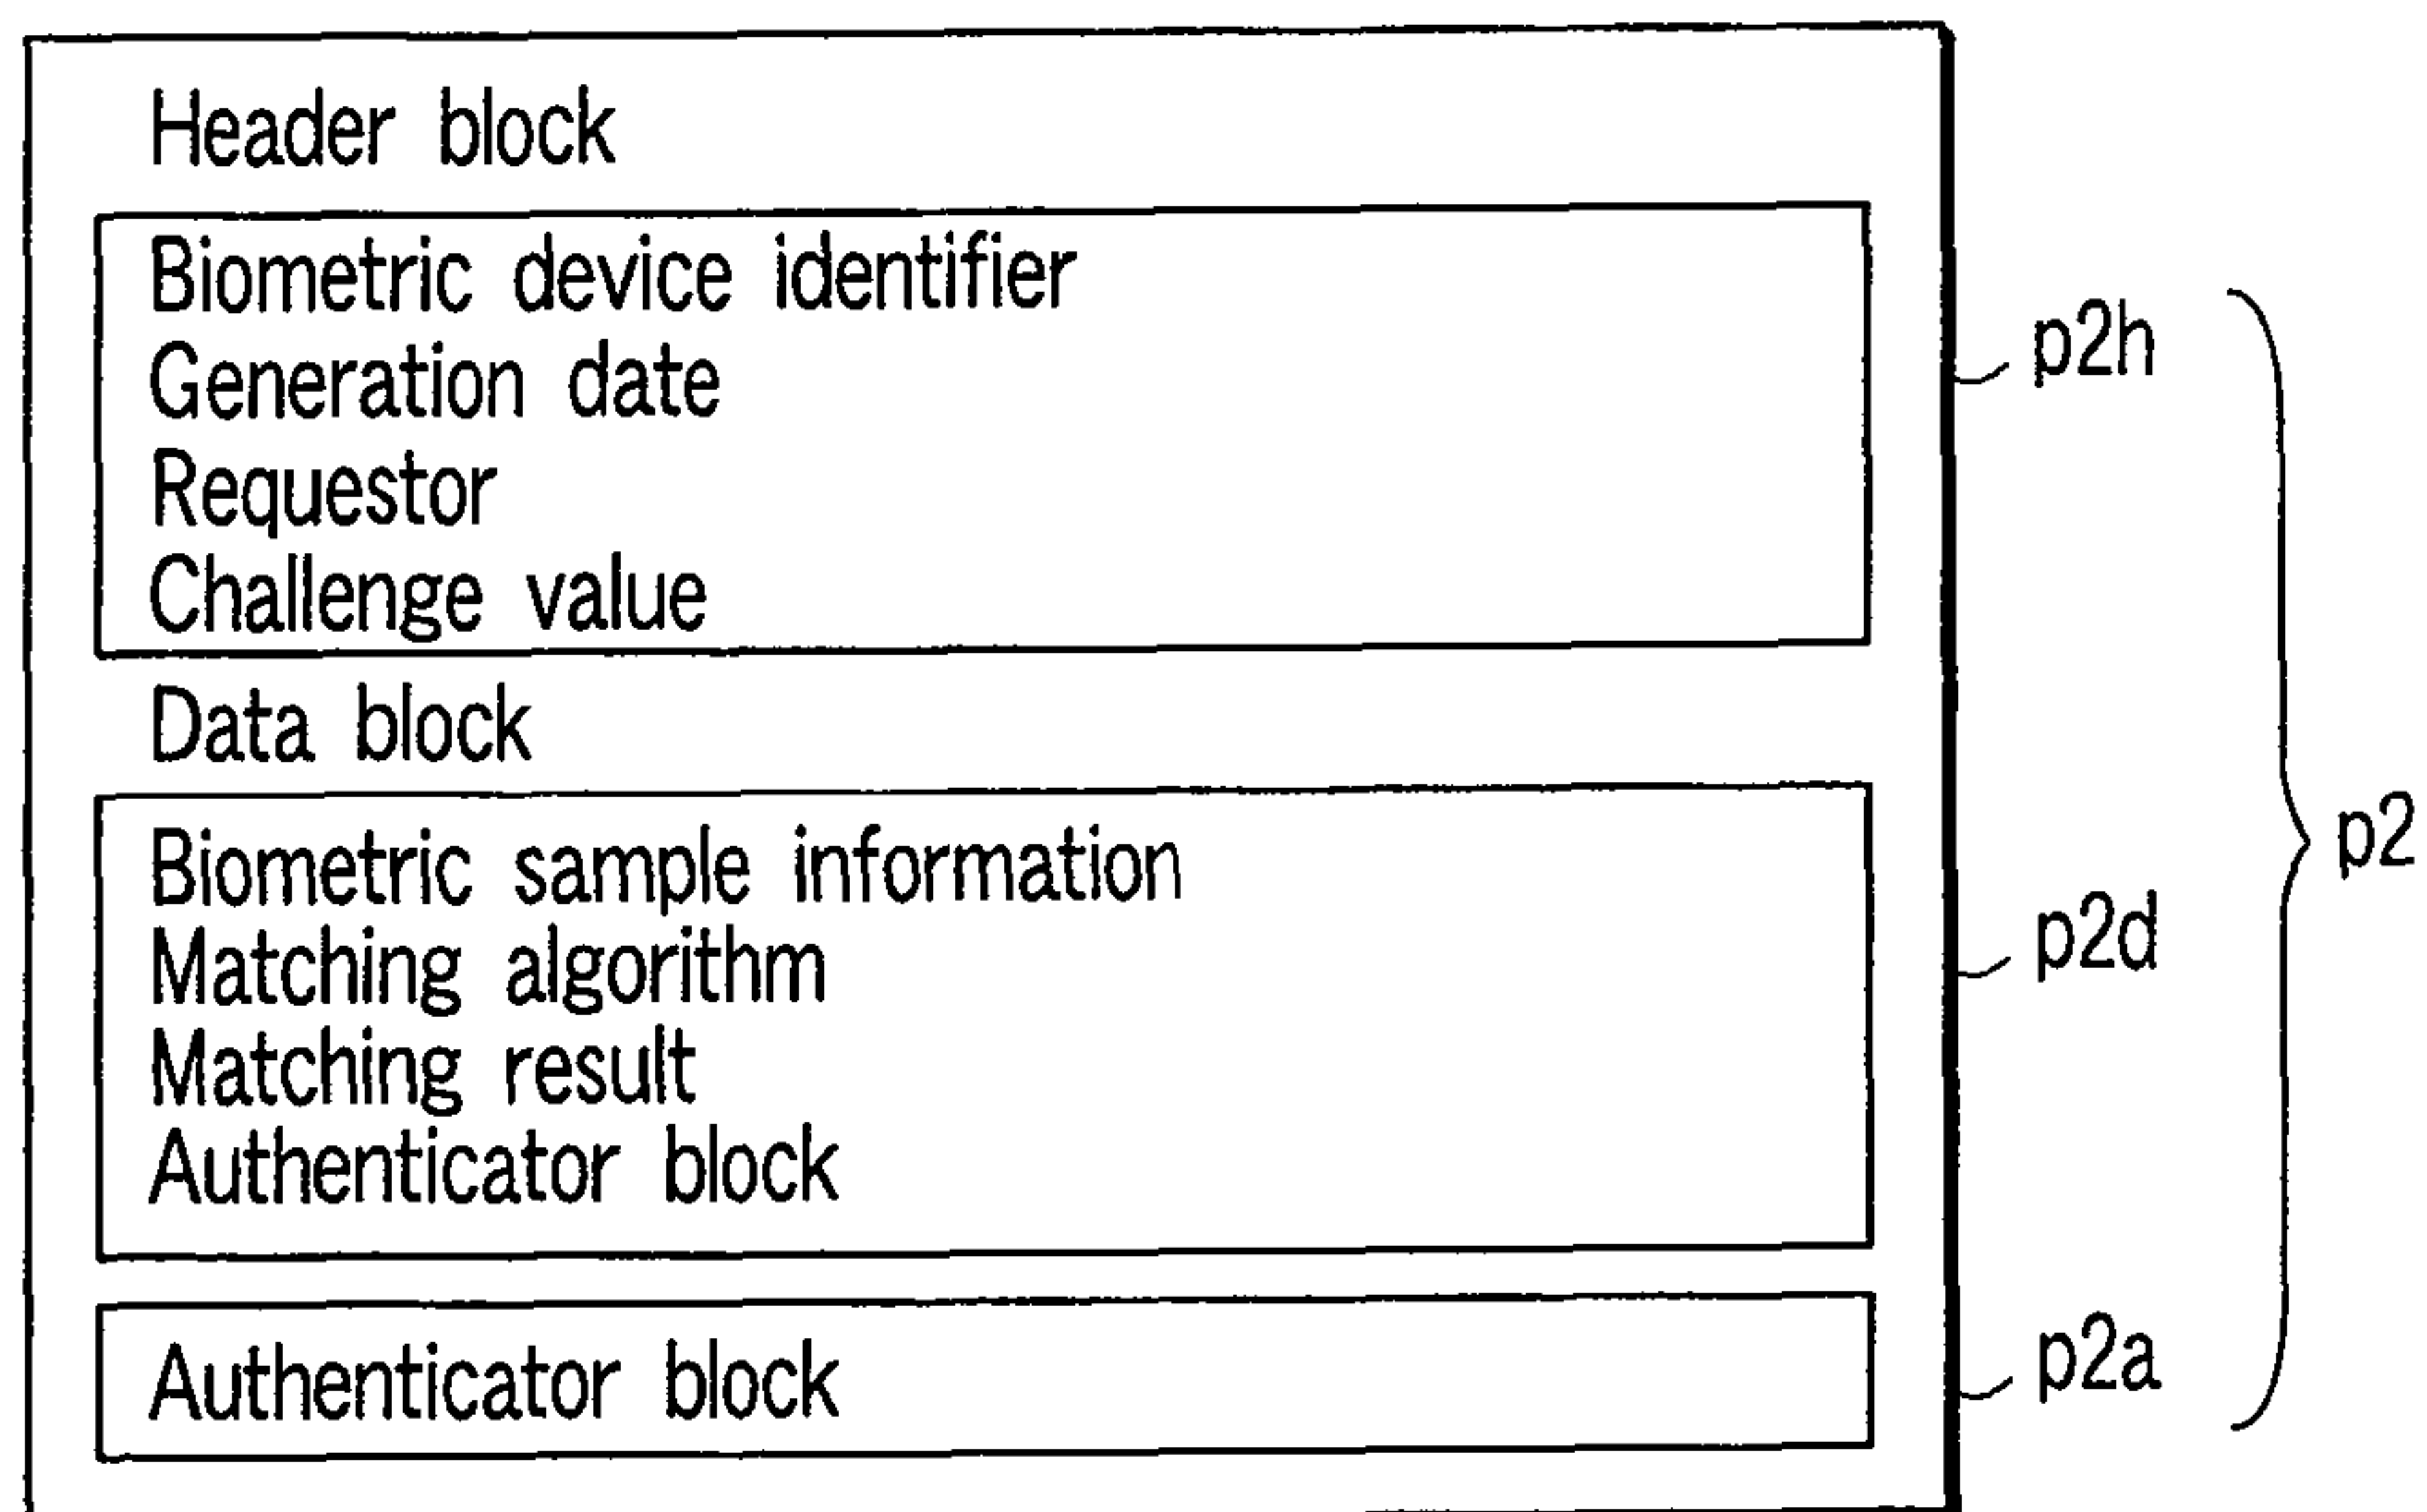 Header block
Biometric device identifier
Generation date
Requestor
Challenge value
p2h
Data block
Biometric sample information
Matching algorithm
Matching result
Authenticator block
p2d
Authenticator block
p2a
p2